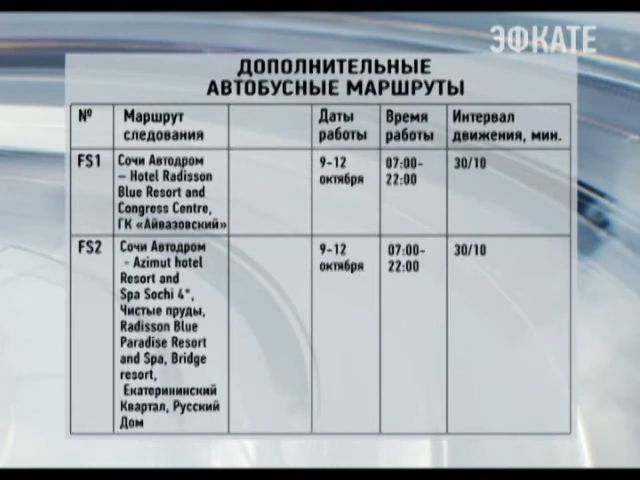 ЭФКАТЕ
ДОПОЛНИТЕЛЬНЫЕ
АВТОБУСНЫЕ МАРШРУТЫ
№ Маршрут следования Даты работы Время работы Интервал движения, мин.
FS1 Сочи Автодром 9-12 07:00- 30/10
– Hotel Radisson октября 22:00
Blue Resort and
Congress Centre,
ГК «Айвазовский»
FS2 Сочи Автодром 9-12 07:00- 30/10
- Azimut hotel октября 22:00
Resort and
Spa Sochi 4*,
Чистые пруды,
Radisson Blue
Paradise Resort
and Spa, Bridge
resort,
Екатерининский
Квартал, Русский
Дом